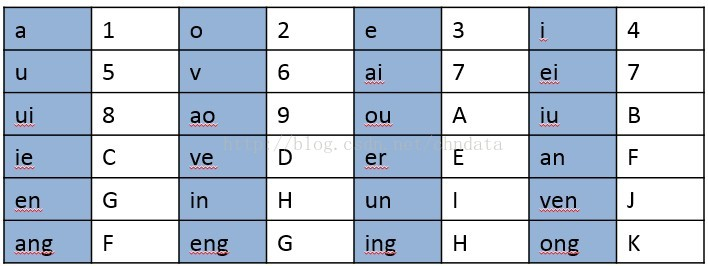 a 1 o 2 e 3 i 4
u 5 v 6 ai 7 ei 7
ui 8 ao 9 ou A iu B
ie C ve D er E an F
en G in H un I ven J
ang F eng G ing H ong K